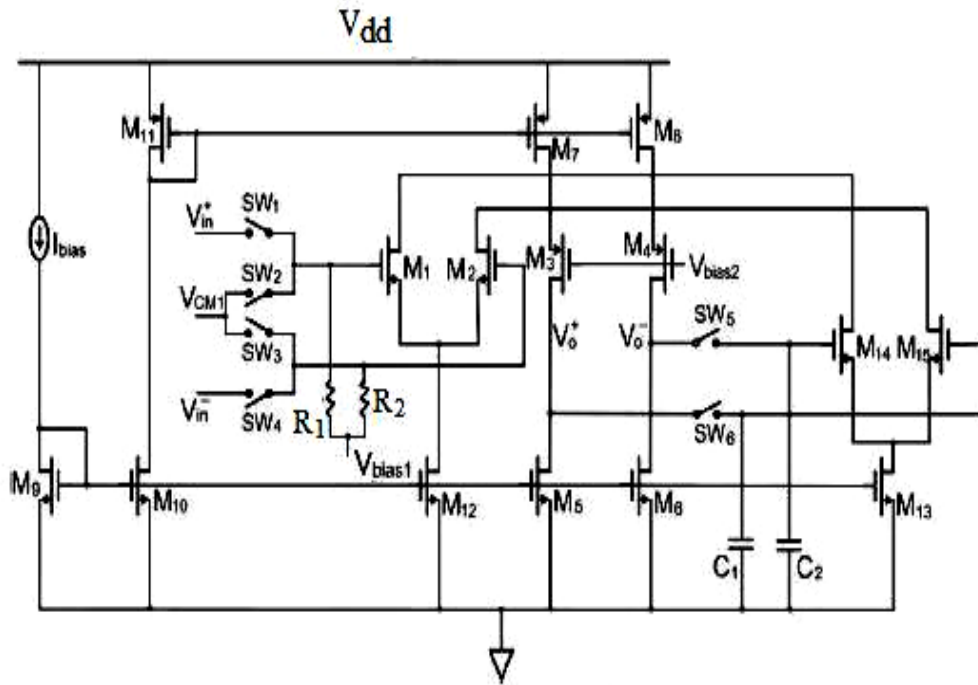 Vdd
M11
M7
M8
Vin+
SW1
Ibias
M1
M2
M3
M4
Vbias2
SW2
VCM1
SW3
Vo+
Vo-
SW5
M14
M15
Vin-
SW4
R1
R2
SW6
Vbias1
M9
M10
M12
M5
M6
M13
C1
C2